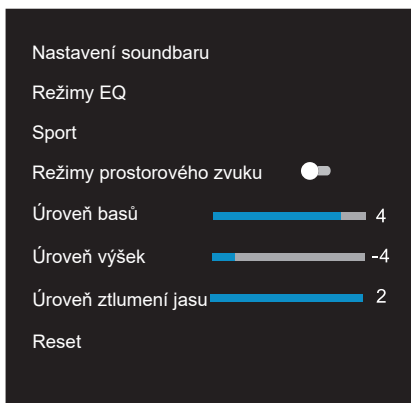 Nastavení soundbaru
Režimy EQ
Sport
Režimy prostorového zvuku
Úroveň basů 4
Úroveň výšek -4
Úroveň ztlumení jasu 2
Reset